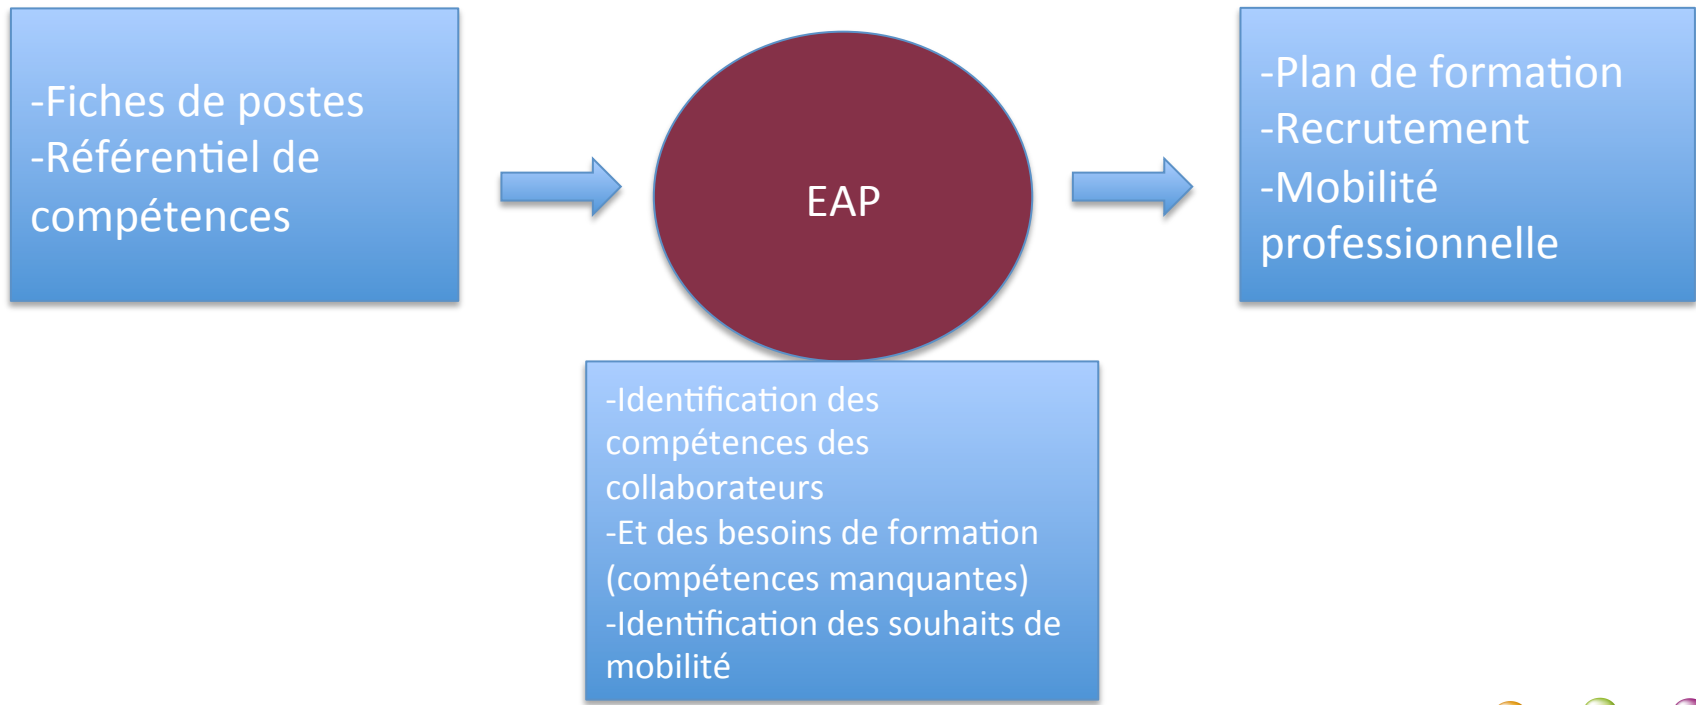 -Fiches de postes
-Référentiel de
compétences
EAP
-Plan de formation
-Recrutement
-Mobilité
professionnelle
-Identification des
compétences des
collaborateurs
-Et des besoins de formation
(compétences manquantes)
-Identification des souhaits de
mobilité